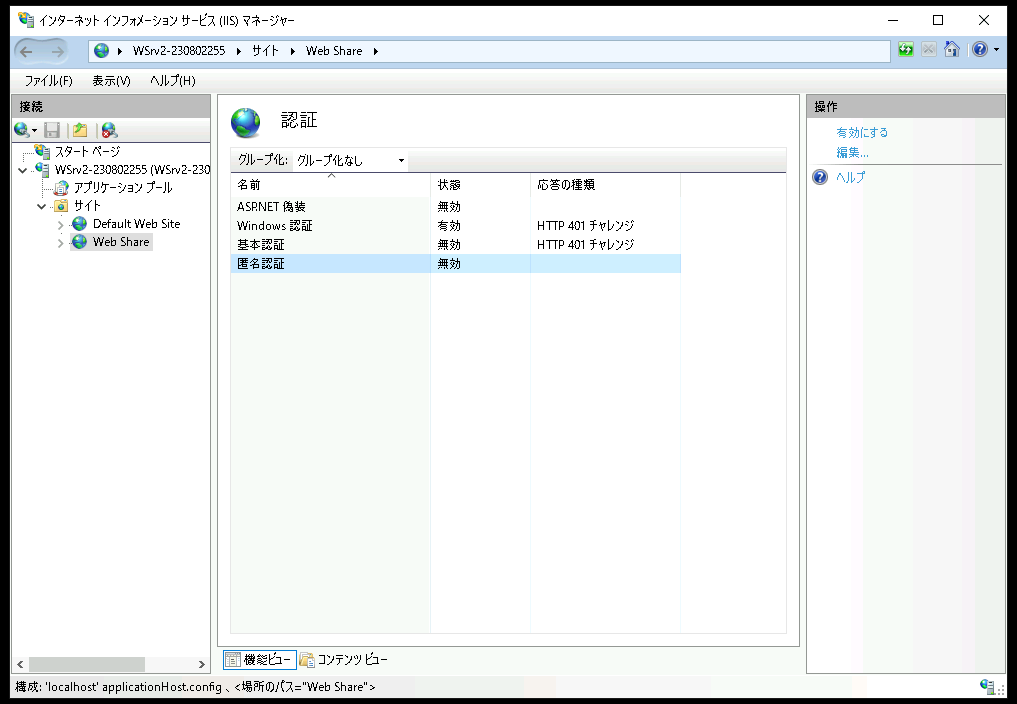 インターネット インフォメーション サービス (IIS) マネージャー
WSrv2-230802255 サイト Web Share
ファイル(F) 表示(V) ヘルプ(H)
接続
スタート ページ
WSrv2-230802255 (WSrv2-230
アプリケーション プール
サイト
Default Web Site
Web Share
認証
グループ化: グループ化なし
名前 状態 応答の種類
ASP.NET 偽装 無効
Windows 認証 有効 HTTP 401 チャレンジ
基本認証 無効 HTTP 401 チャレンジ
匿名認証 無効
機能ビュー コンテンツ ビュー
操作
有効にする
編集...
ヘルプ
構成: 'localhost' applicationHost.config 、<場所のパス="Web Share">